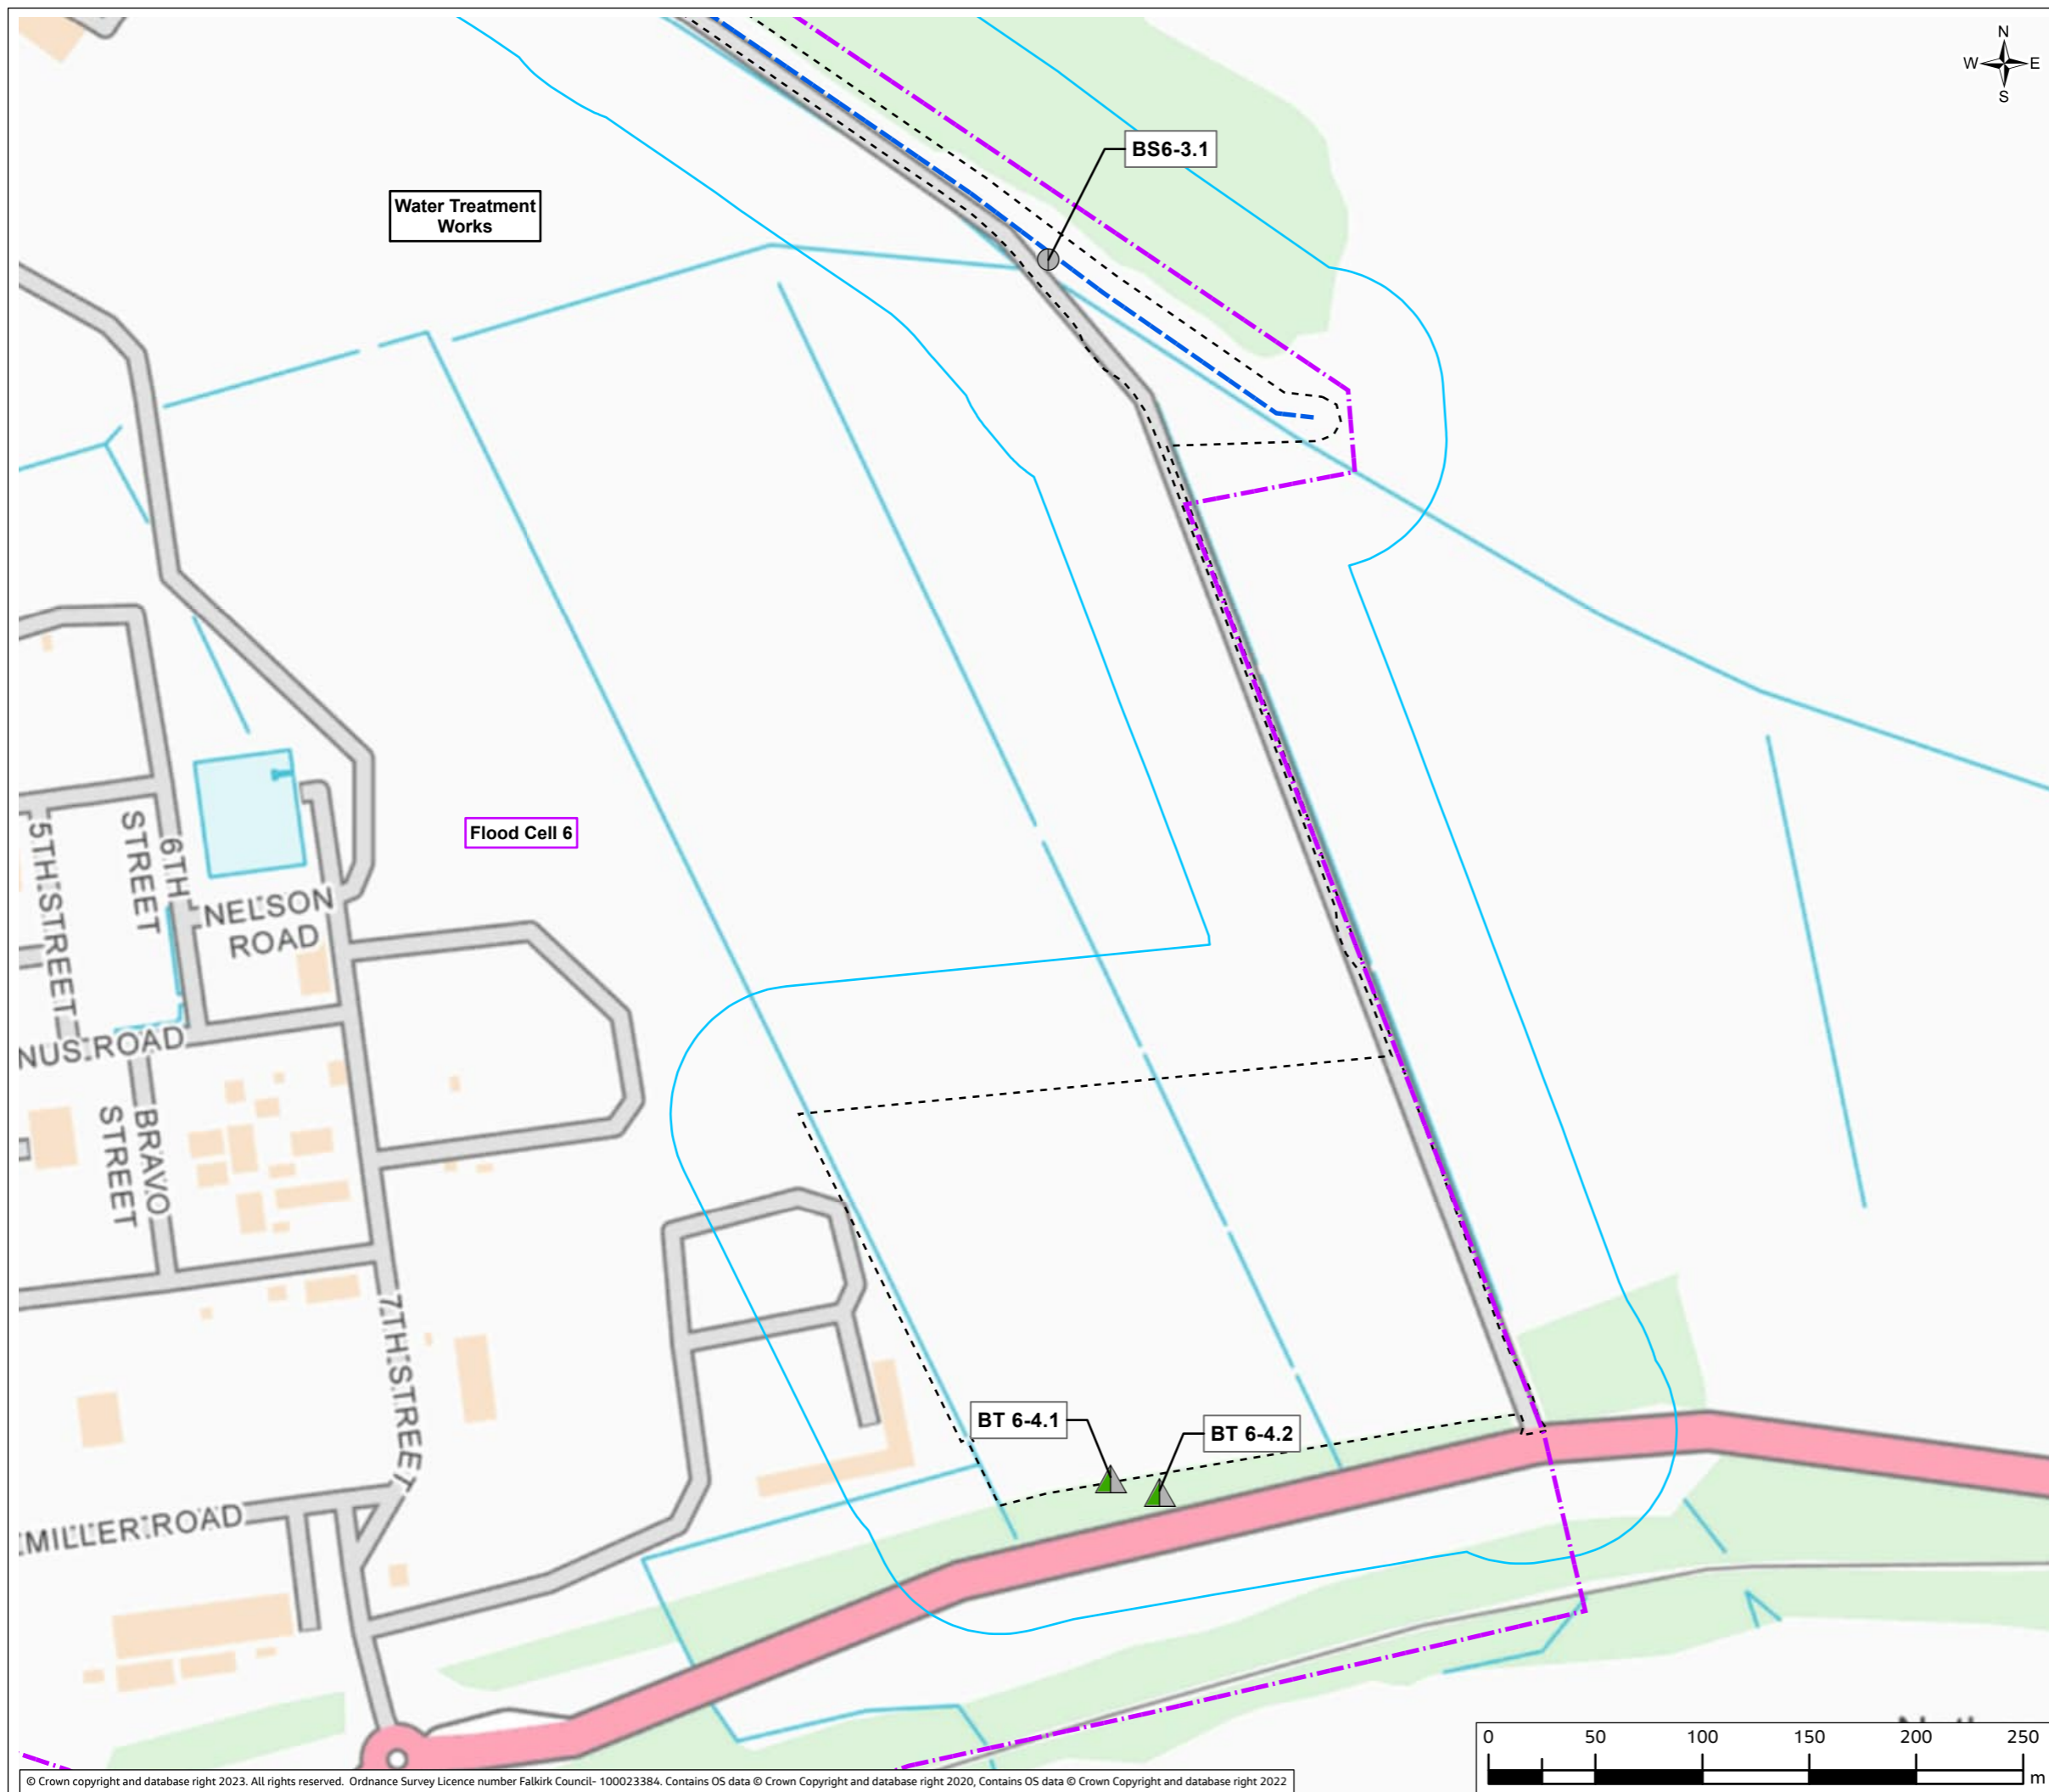 N
W E
S
BS6-3.1
Water Treatment
Works
Flood Cell 6
5TH STREET
6TH
STREET
NELSON
ROAD
NUS ROAD
BRAVO
STREET
7TH STREET
MILLER ROAD
BT 6-4.1
BT 6-4.2
0 50 100 150 200 250
m
© Crown copyright and database right 2023. All rights reserved. Ordnance Survey Licence number Falkirk Council- 100023384. Contains OS data © Crown Copyright and database right 2020, Contains OS data © Crown Copyright and database right 2022